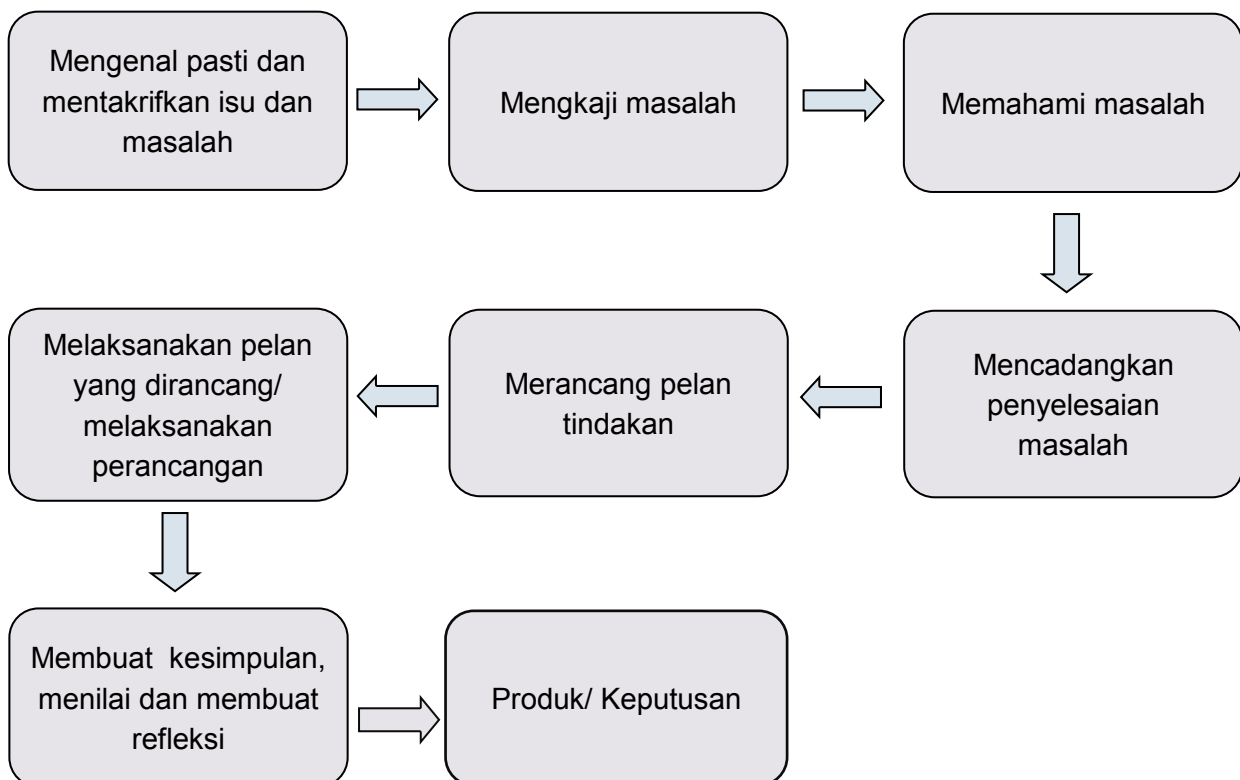 Mengenal pasti dan
mentakrifkan isu dan
masalah
Mengkaji masalah
Memahami masalah
Mencadangkan
penyelesaian
masalah
Merancang pelan
tindakan
Melaksanakan pelan
yang dirancang/
melaksanakan
perancangan
Membuat kesimpulan,
menilai dan membuat
refleksi
Produk/ Keputusan